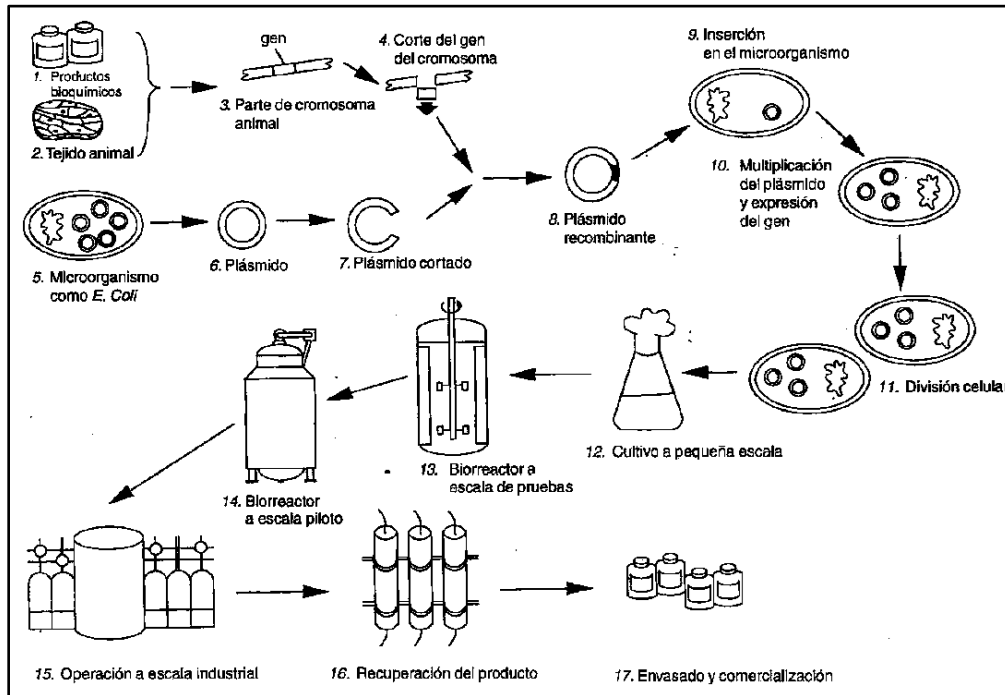 1. Productos
bioquímicos
2. Tejido animal
gen
3. Parte de cromosoma
animal
4. Corte del gen
del cromosoma
5. Microorganismo
como E. Coli
6. Plásmido
7. Plásmido cortado
8. Plásmido
recombinante
9. Inserción
en el microorganismo
10. Multiplicación
del plásmido
y expresión
del gen
11. División celular
12. Cultivo a pequeña escala
13. Biorreactor a
escala de pruebas
14. Biorreactor
a escala piloto
15. Operación a escala industrial
16. Recuperación del producto
17. Envasado y comercialización